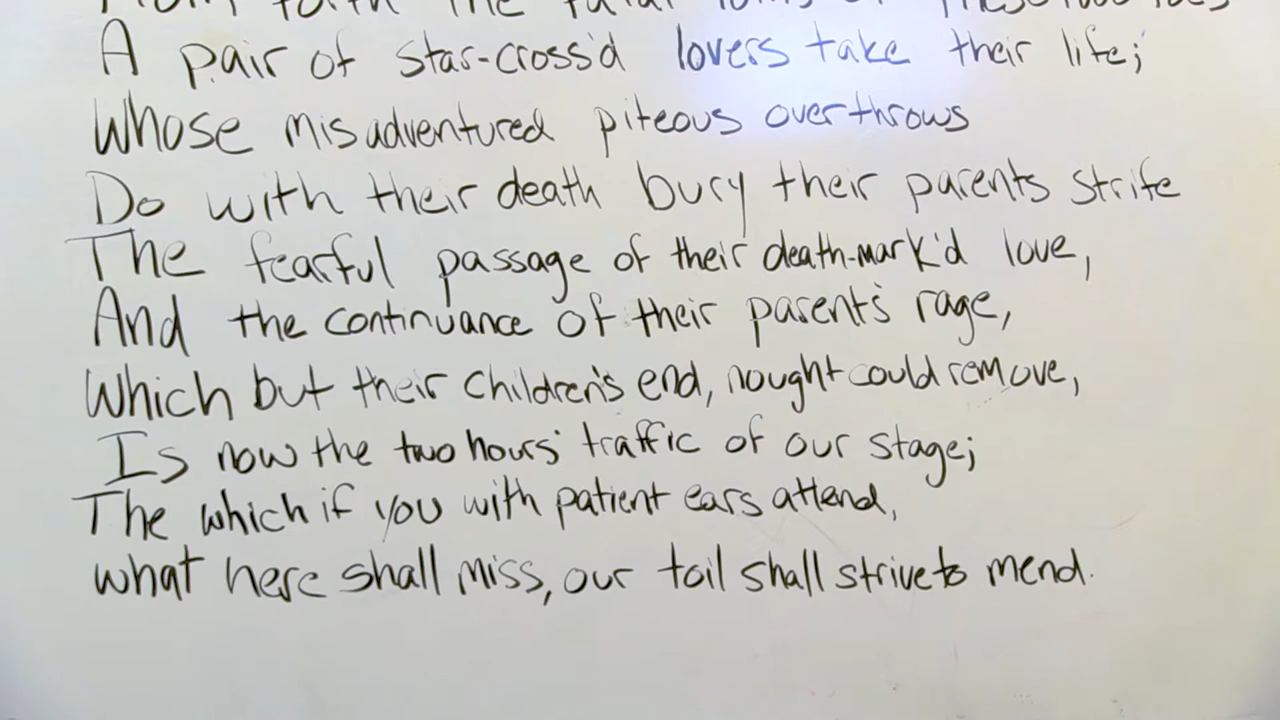 A pair of star-cross'd lovers take their life;
Whose misadventured piteous overthrows
Do with their death bury their parents strife
The fearful passage of their death-mark'd love,
And the continuance of their parent's rage,
Which but their children's end, nought could remove,
Is now the two hours' traffic of our stage;
The which if you with patient ears attend,
what here shall miss, our toil shall strive to mend.